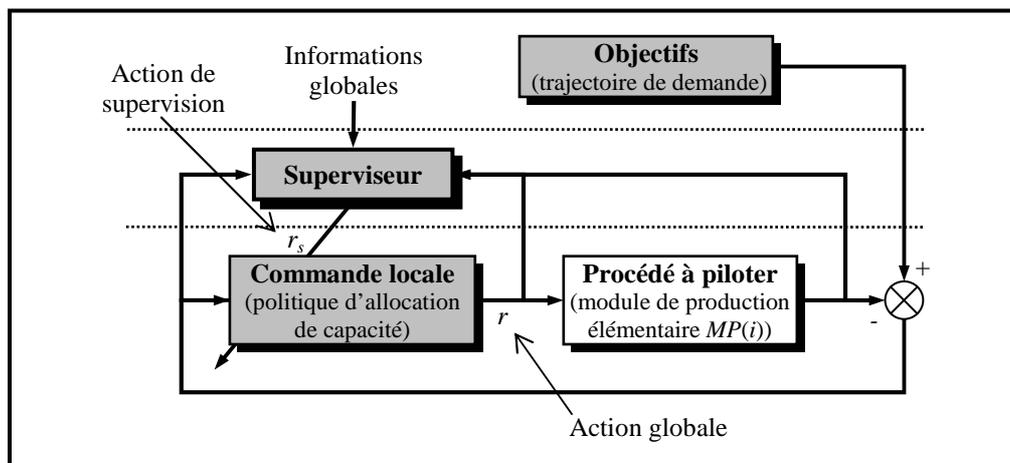 Action de
supervision
Informations
globales
Objectifs
(trajectoire de demande)
Superviseur
r_s
Commande locale
(politique d'allocation
de capacité)
r
Procédé à piloter
(module de production
élémentaire MP(i))
+
-
Action globale